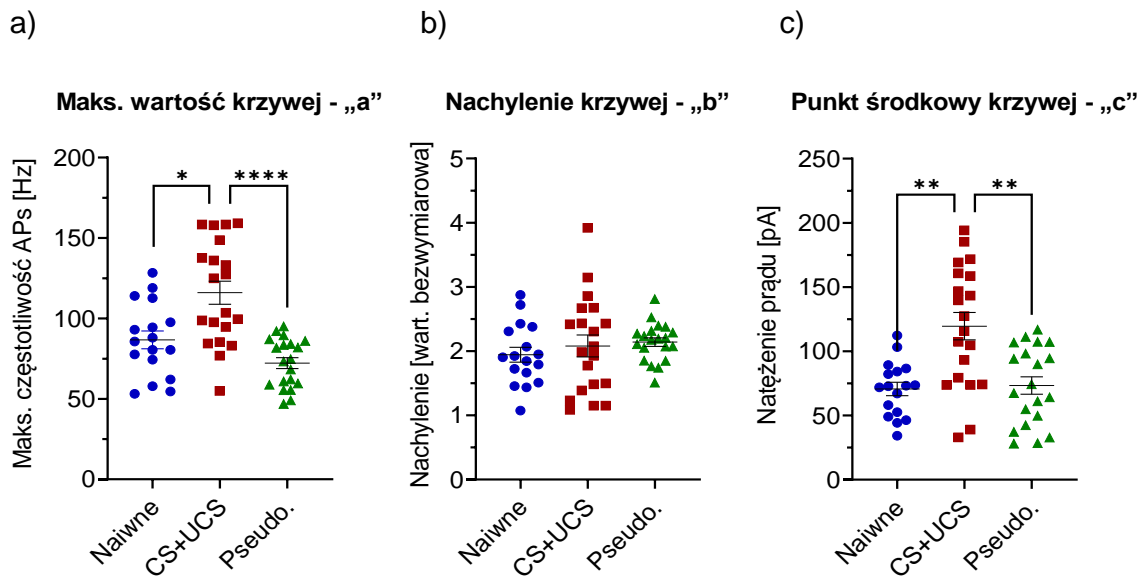 a)
Maks. wartość krzywej - „a”
Maks. częstotliwość APs [Hz]
200
150
100
50
0
*
****
Naiwne
CS+UCS
Pseudo.
b)
Nachylenie krzywej - „b”
Nachylenie [wart. bezwymiarowa]
5
4
3
2
1
0
Naiwne
CS+UCS
Pseudo.
c)
Punkt środkowy krzywej - „c”
Natężenie prądu [pA]
250
200
150
100
50
0
**
**
Naiwne
CS+UCS
Pseudo.